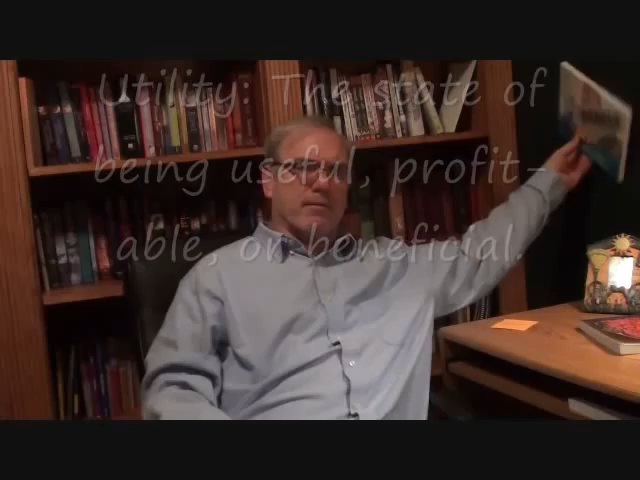 Utility: The state of
being useful, profit-
able, or beneficial.